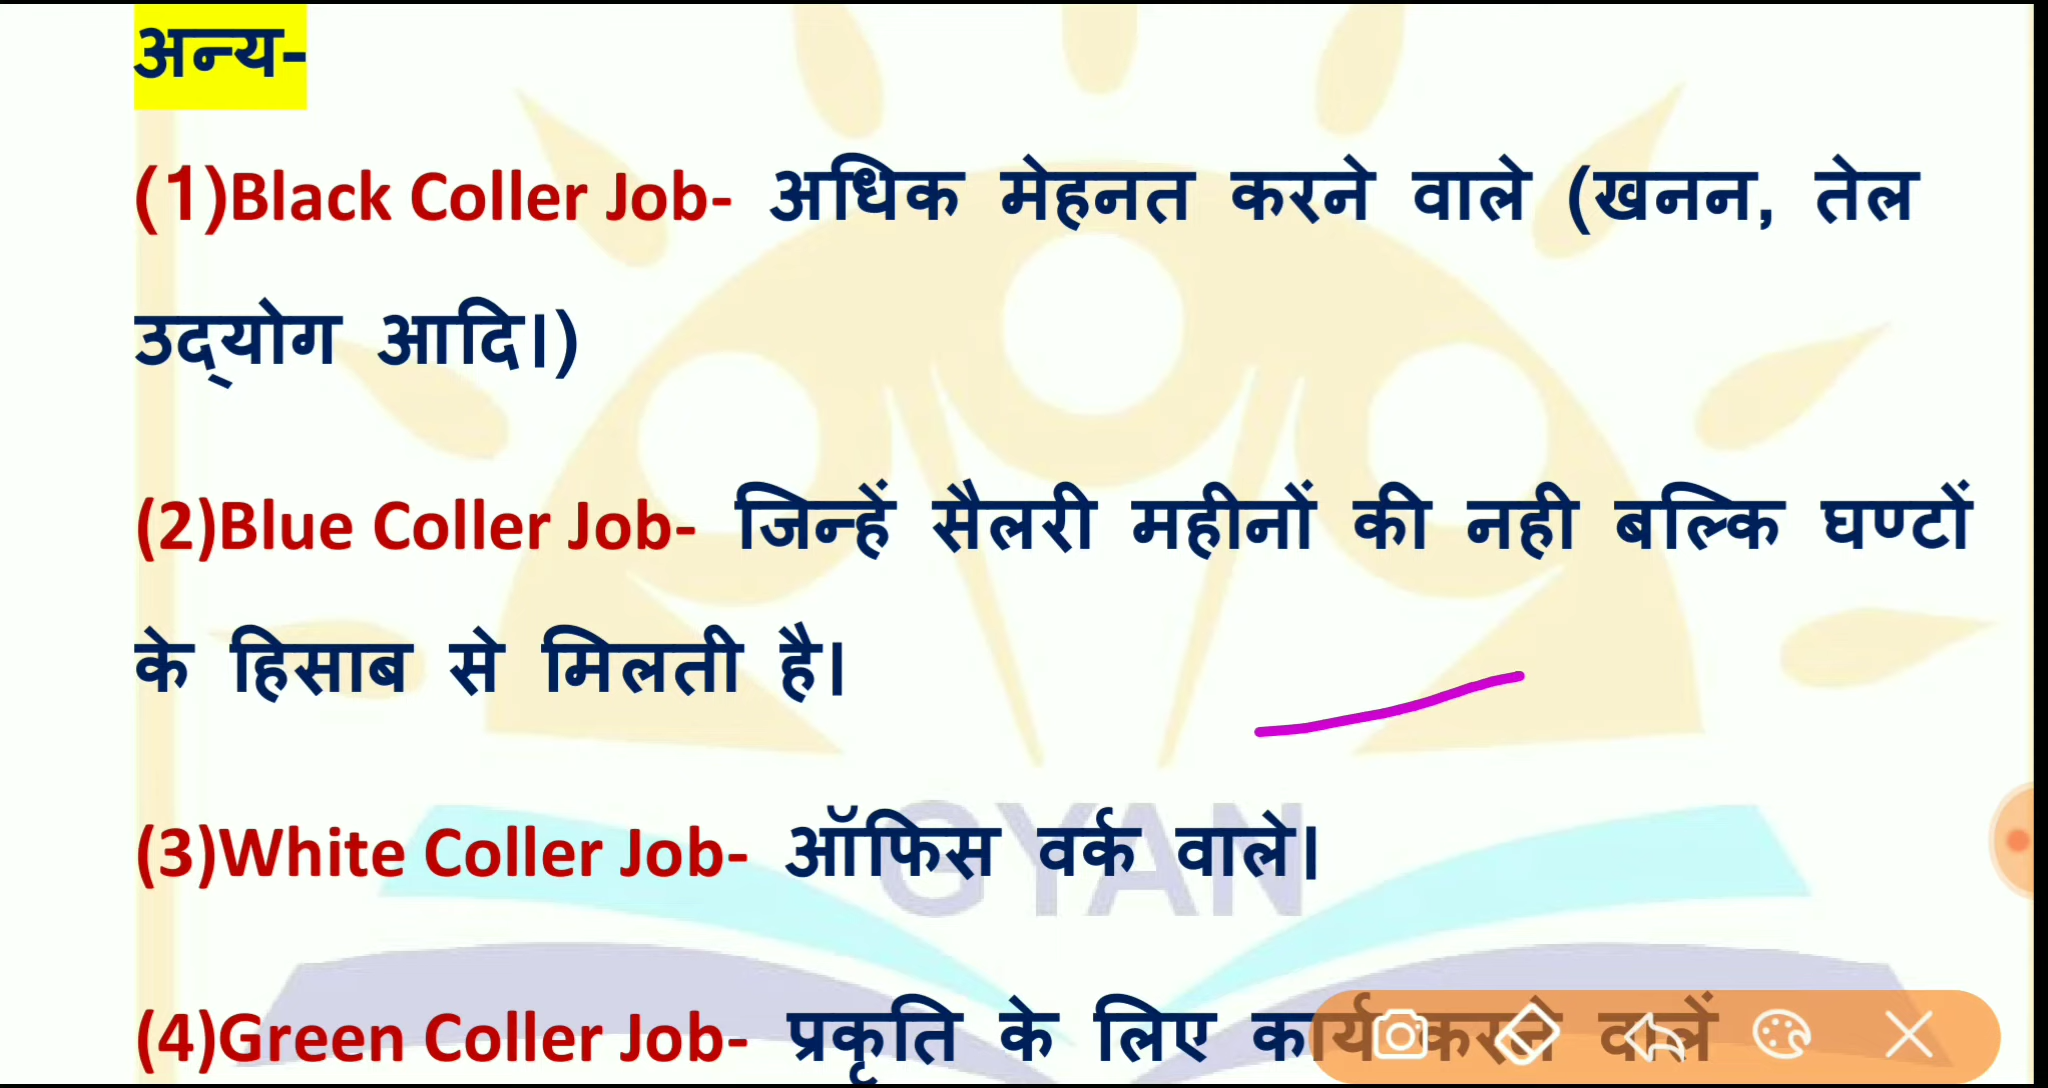 अन्य-
(1)Black Coller Job- अधिक मेहनत करने वाले (खनन, तेल
उद्योग आदि।)
(2)Blue Coller Job- जिन्हें सैलरी महीनों की नही बल्कि घण्टों
के हिसाब से मिलती है।
(3)White Coller Job- ऑफिस वर्क वाले।
GYAN
(4)Green Coller Job- प्रकृति के लिए कार्य करने वालें